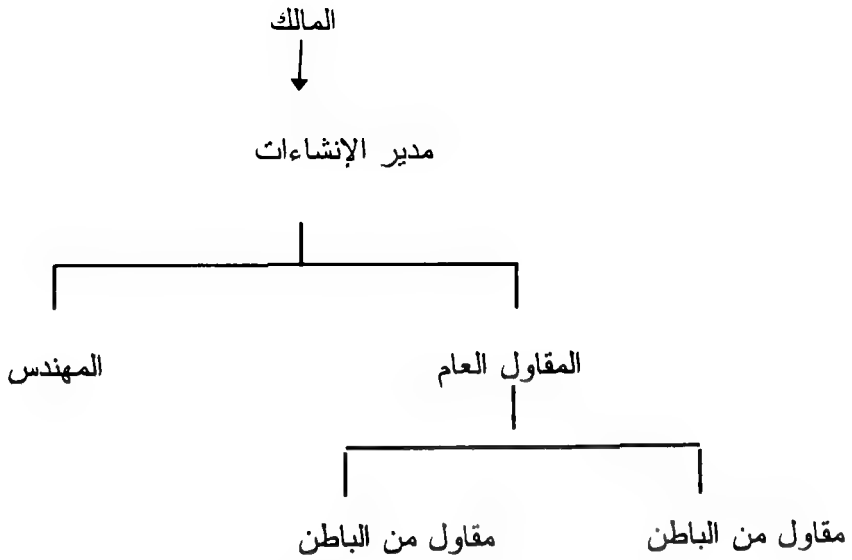 المالك
مدير الإنشاءات
المقاول العام
المهندس
مقاول من الباطن
مقاول من الباطن